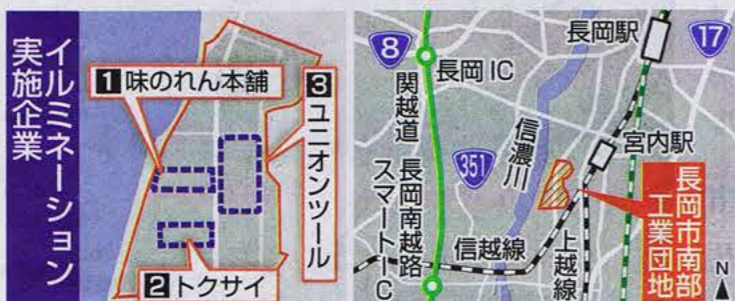 イルミネーション
実施企業
1 味のれん本舗
3 ユニオンツール
2 トクサイ
8
長岡駅
17
長岡IC
関越道
信濃川
宮内駅
351
長岡南越路
スマートIC
長岡市南部
工業団地
信越線
上越線
N